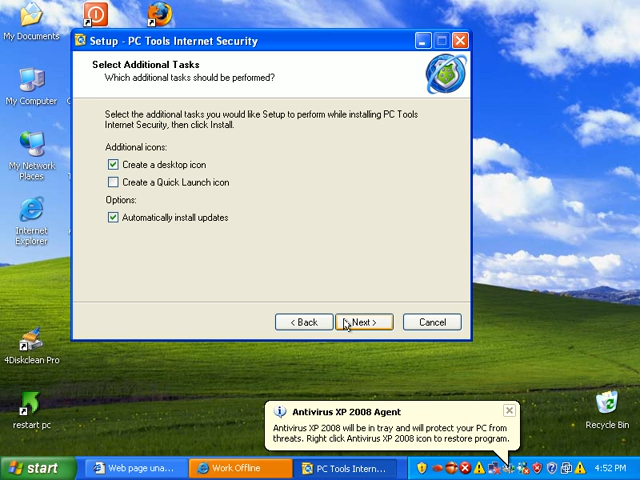 My Documents
Setup - PC Tools Internet Security
Select Additional Tasks
Which additional tasks should be performed?
My Computer
Select the additional tasks you would like Setup to perform while installing PC Tools
Internet Security, then click Install.
Additional icons:
Create a desktop icon
Create a Quick Launch icon
My Network
Places
Options:
Automatically install updates
Internet
Explorer
< Back
Next >
Cancel
4Diskclean Pro
restart pc
Antivirus XP 2008 Agent
Antivirus XP 2008 will be in tray and will protect your PC from
threats. Right click Antivirus XP 2008 icon to restore program.
Recycle Bin
start
Web page una...
Work Offline
PC Tools Intern...
4:52 PM